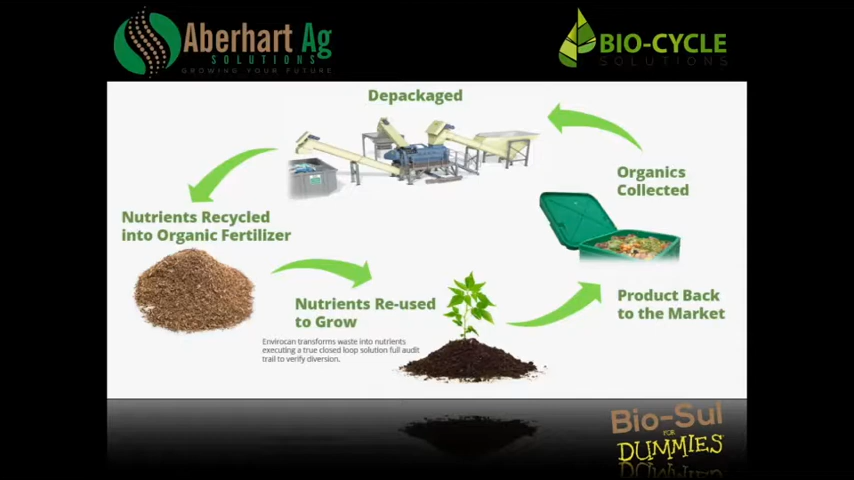 Aberhart Ag
SOLUTIONS
GROWING YOUR FUTURE
BIO-CYCLE
SOLUTIONS
Depackaged
Organics
Collected
Nutrients Recycled
into Organic Fertilizer
Nutrients Re-used
to Grow
Product Back
to the Market
Envirocan transforms waste into nutrients
executing a true closed loop solution full audit
trail to verify diversion.
Bio-Sul
FOR
DUMMIES